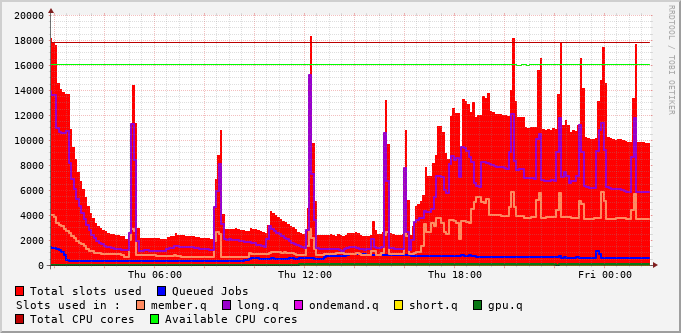 20000
18000
16000
14000
12000
10000
8000
6000
4000
2000
0
Thu 06:00 Thu 12:00 Thu 18:00 Fri 00:00
RRDTOOL / TOBI OETIKER
Total slots used Queued Jobs
Slots used in : member.q long.q ondemand.q short.q gpu.q
Total CPU cores Available CPU cores